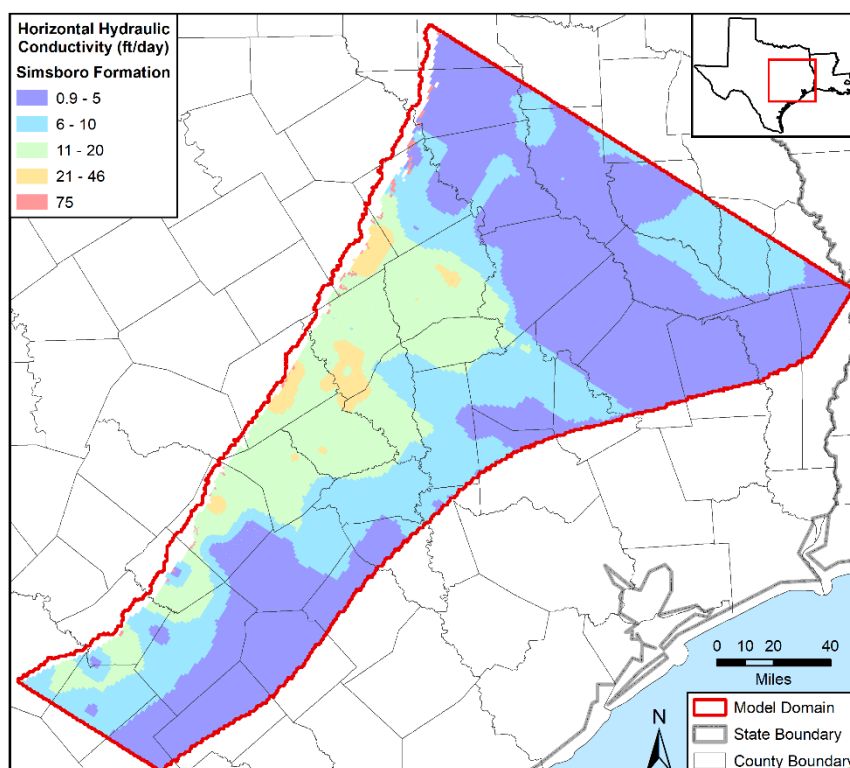 Horizontal Hydraulic
Conductivity (ft/day)
Simsboro Formation
0.9 - 5
6 - 10
11 - 20
21 - 46
75
0 10 20 40
Miles
N
Model Domain
State Boundary
County Boundary